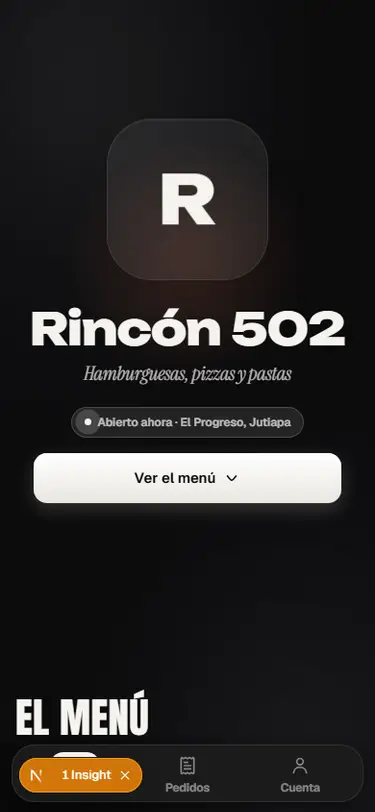 R
Rincón 502
Hamburguesas, pizzas y pastas
Abierto ahora · El Progreso, Jutiapa
Ver el menú
EL MENÚ
N 1 Insight
Pedidos
Cuenta